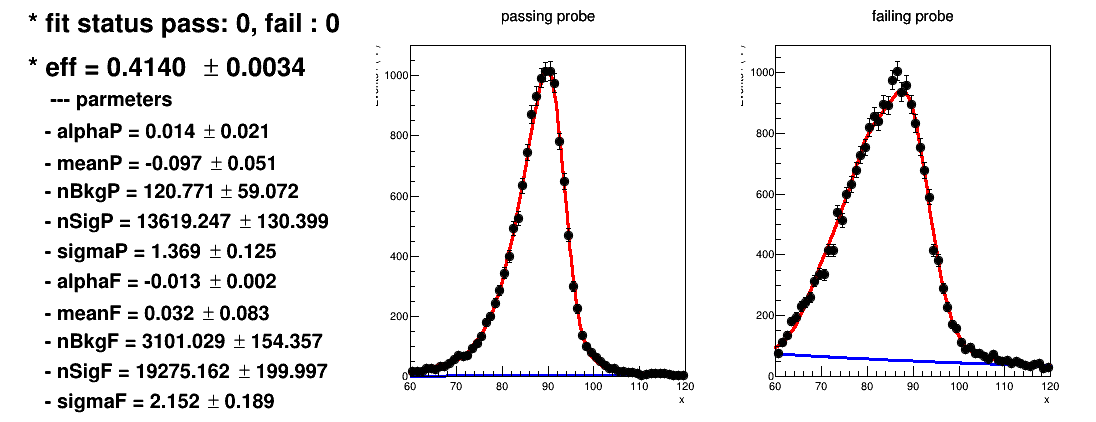 * fit status pass: 0, fail : 0
* eff = 0.4140 ± 0.0034
--- parmeters
- alphaP = 0.014 ± 0.021
- meanP = -0.097 ± 0.051
- nBkgP = 120.771 ± 59.072
- nSigP = 13619.247 ± 130.399
- sigmaP = 1.369 ± 0.125
- alphaF = -0.013 ± 0.002
- meanF = 0.032 ± 0.083
- nBkgF = 3101.029 ± 154.357
- nSigF = 19275.162 ± 199.997
- sigmaF = 2.152 ± 0.189
passing probe
1000
800
600
400
200
0
60 70 80 90 100 110 120
x
failing probe
1000
800
600
400
200
0
60 70 80 90 100 110 120
x